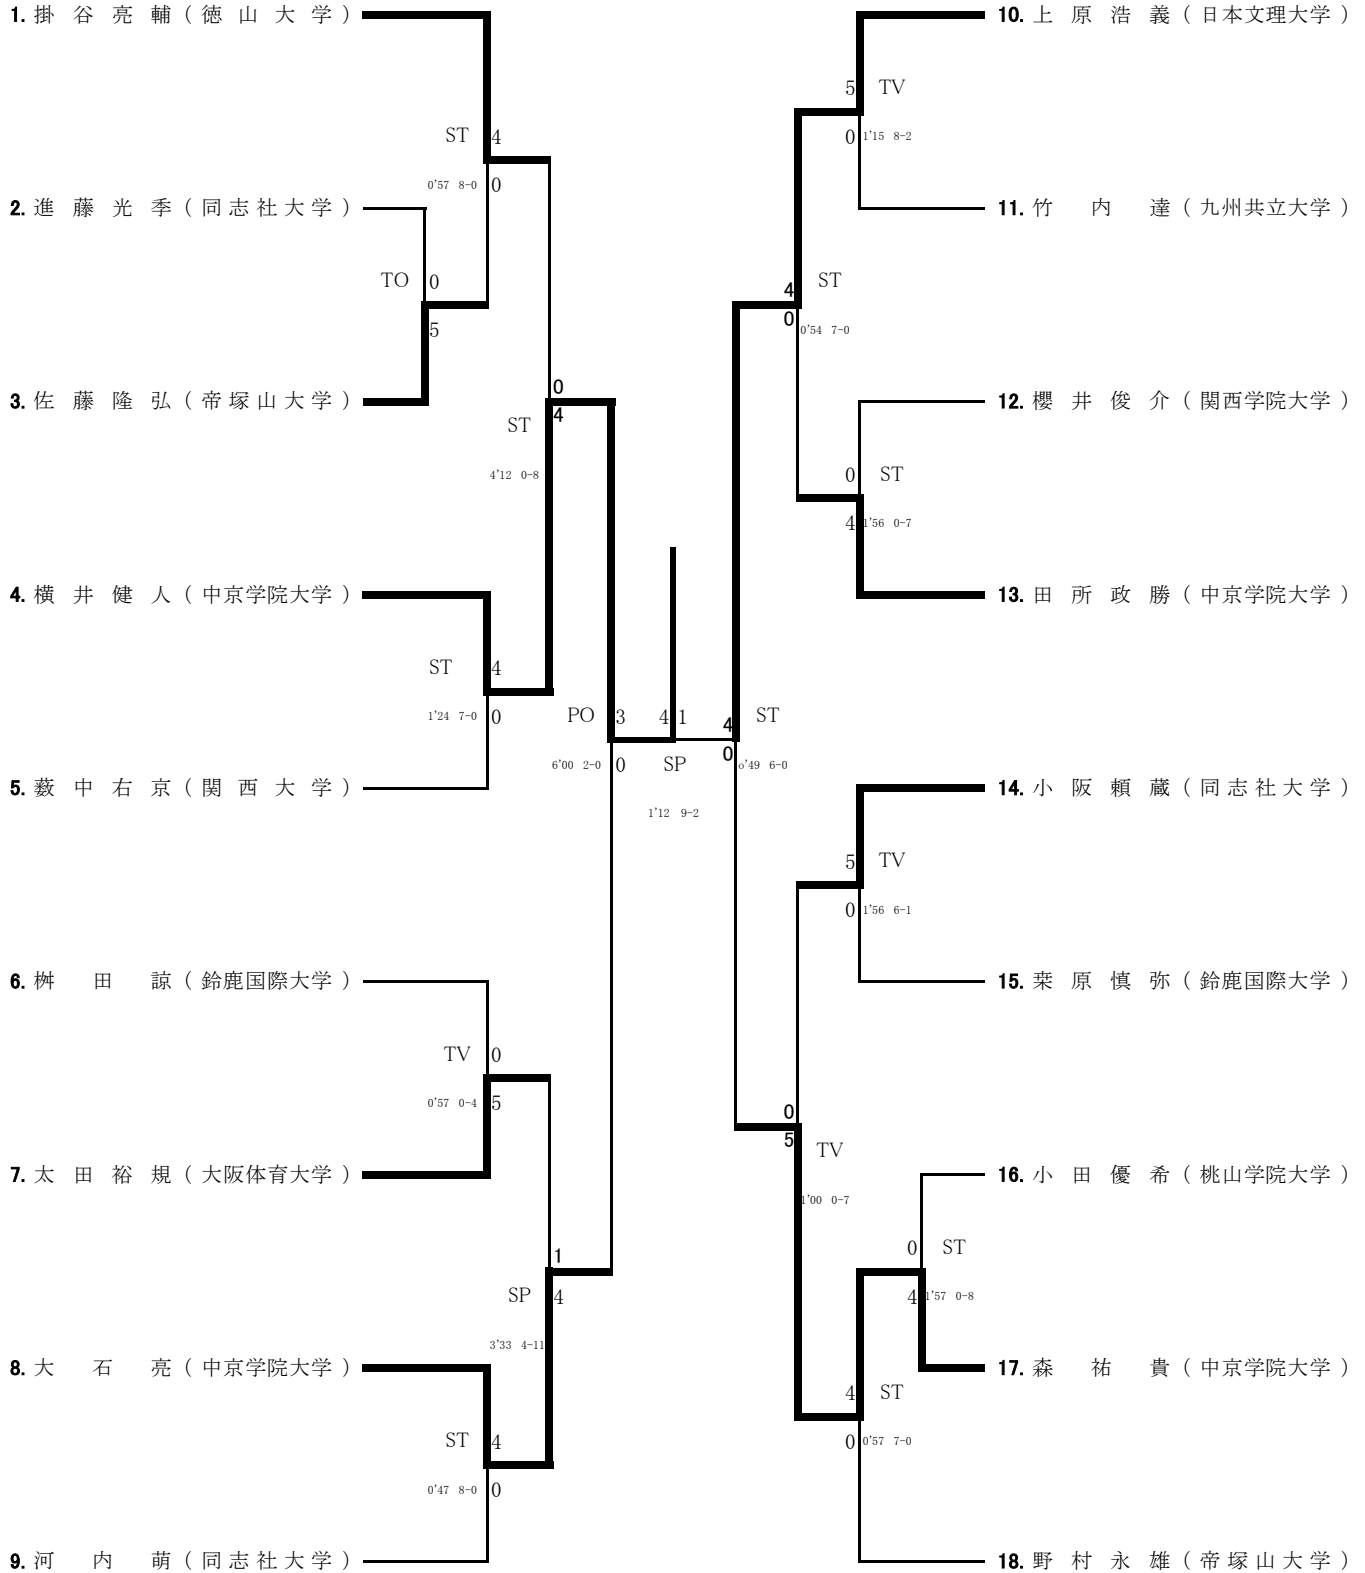 1. 掛谷亮輔（徳山大学）
ST 4
0'57 8-0 0
2. 進藤光季（同志社大学）
TO 0
5
3. 佐藤隆弘（帝塚山大学）
0
ST 4
4'12 0-8
4. 横井健人（中京学院大学）
ST 4
1'24 7-0 0
5. 薮中右京（関西大学）
PO 3
6'00 2-0 0
4 1
SP
1'12 9-2
6. 桝田諒（鈴鹿国際大学）
TV 0
0'57 0-4 5
7. 太田裕規（大阪体育大学）
1
SP 4
3'33 4-11
8. 大石亮（中京学院大学）
ST 4
0'47 8-0 0
9. 河内萌（同志社大学）
10. 上原浩義（日本文理大学）
5 TV
0 1'15 8-2
11. 竹内達（九州共立大学）
4 ST
0 0'54 7-0
12. 櫻井俊介（関西学院大学）
0 ST
4 1'56 0-7
13. 田所政勝（中京学院大学）
4 ST
0 o'49 6-0
14. 小阪頼蔵（同志社大学）
5 TV
0 1'56 6-1
15. 栞原慎弥（鈴鹿国際大学）
0
5 TV
1'00 0-7
16. 小田優希（桃山学院大学）
0 ST
4 1'57 0-8
17. 森祐貴（中京学院大学）
4 ST
0 0'57 7-0
18. 野村永雄（帝塚山大学）